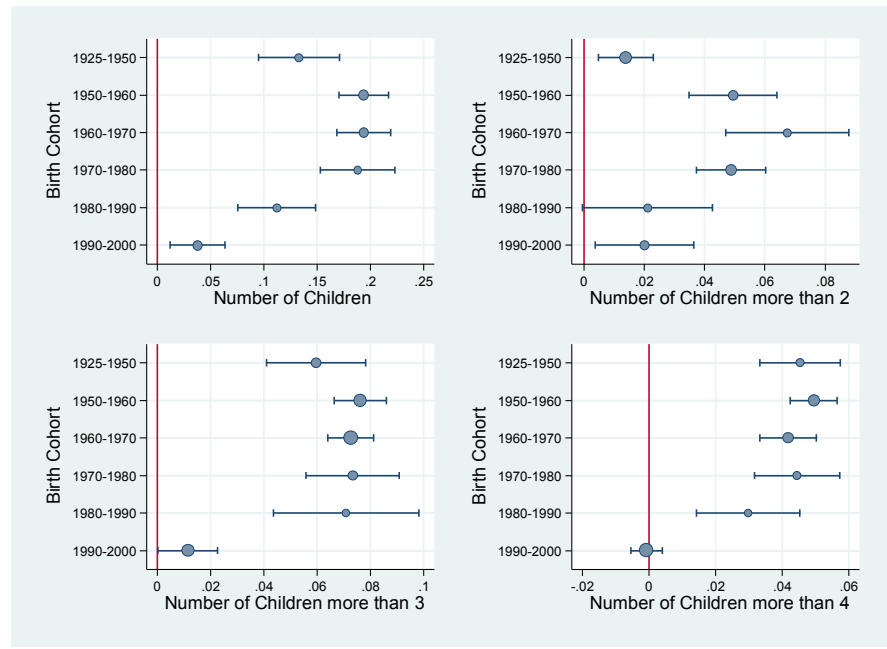 Birth Cohort
1925-1950
1950-1960
1960-1970
1970-1980
1980-1990
1990-2000
0 .05 .1 .15 .2 .25
Number of Children
Birth Cohort
1925-1950
1950-1960
1960-1970
1970-1980
1980-1990
1990-2000
0 .02 .04 .06 .08
Number of Children more than 2
Birth Cohort
1925-1950
1950-1960
1960-1970
1970-1980
1980-1990
1990-2000
0 .02 .04 .06 .08 .1
Number of Children more than 3
Birth Cohort
1925-1950
1950-1960
1960-1970
1970-1980
1980-1990
1990-2000
-.02 0 .02 .04 .06
Number of Children more than 4